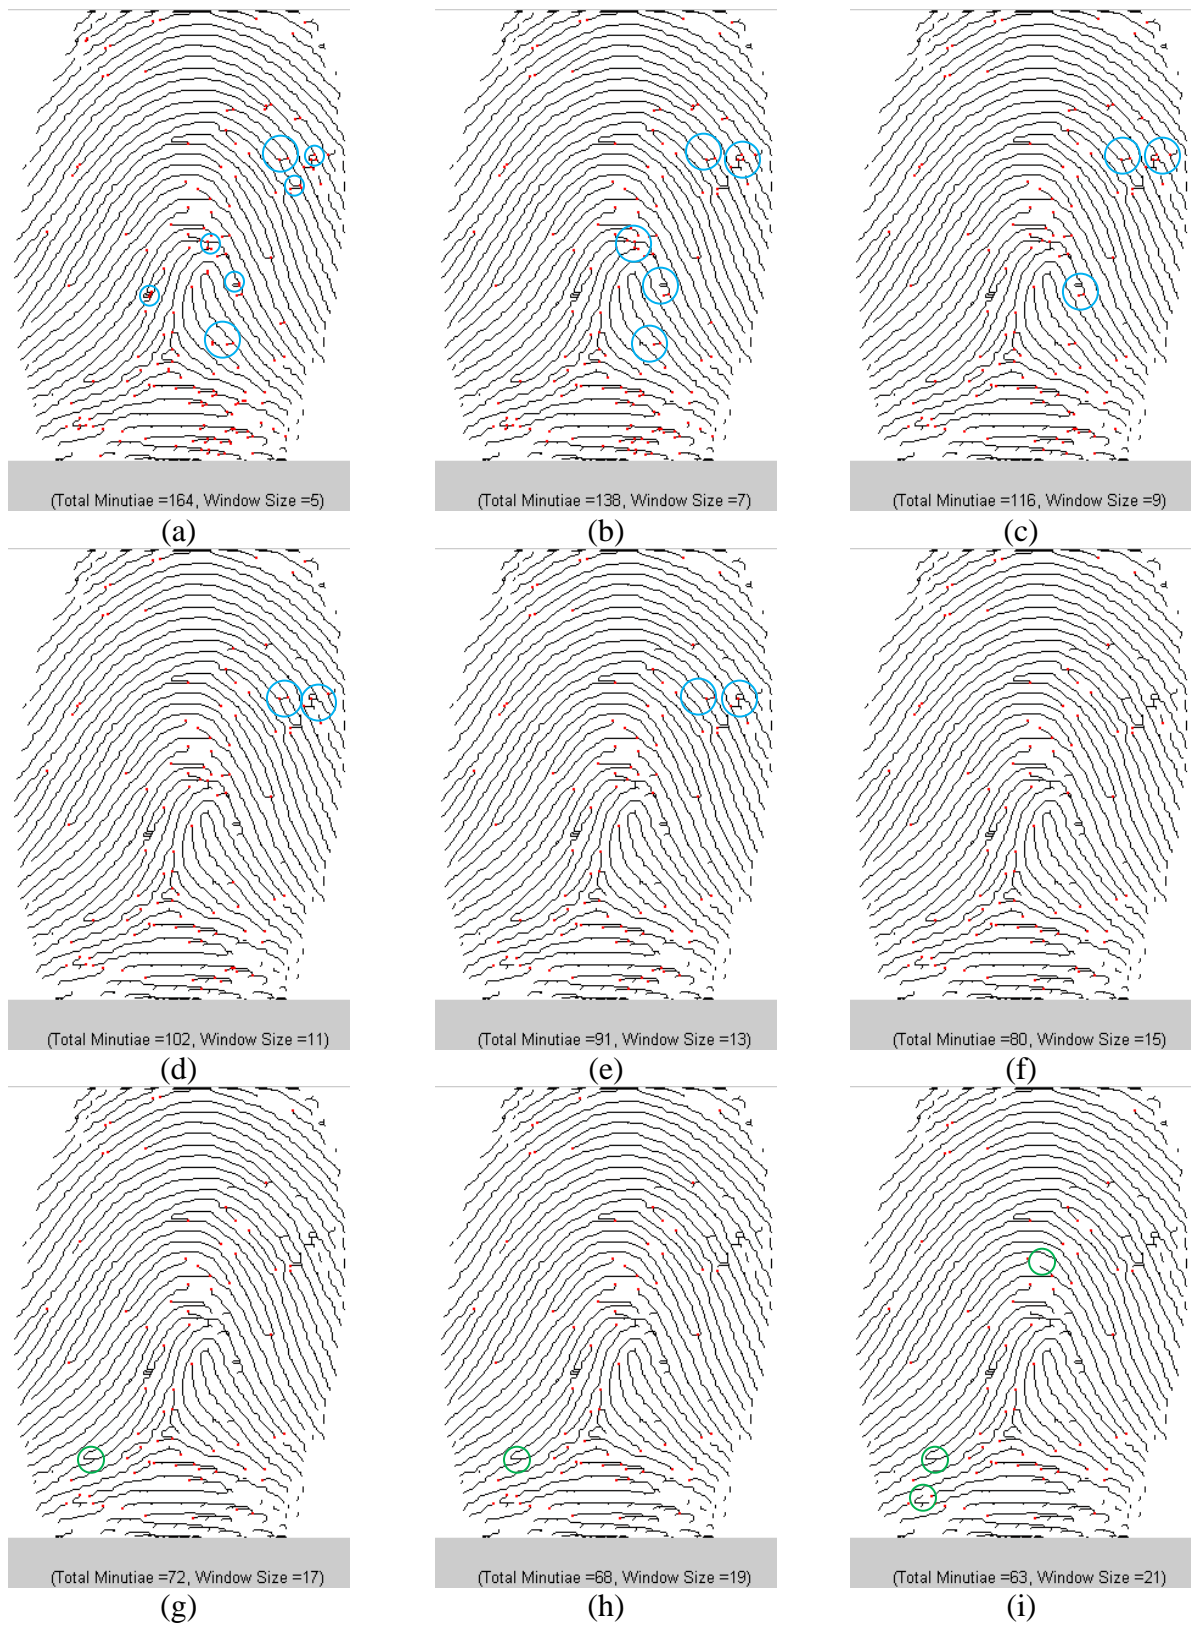 (Total Minutiae =164, Window Size =5)
(Total Minutiae =138, Window Size =7)
(Total Minutiae =116, Window Size =9)
(a)
(b)
(c)
(Total Minutiae =102, Window Size =11)
(Total Minutiae =91, Window Size =13)
(Total Minutiae =80, Window Size =15)
(d)
(e)
(f)
(Total Minutiae =72, Window Size =17)
(Total Minutiae =68, Window Size =19)
(Total Minutiae =63, Window Size =21)
(g)
(h)
(i)